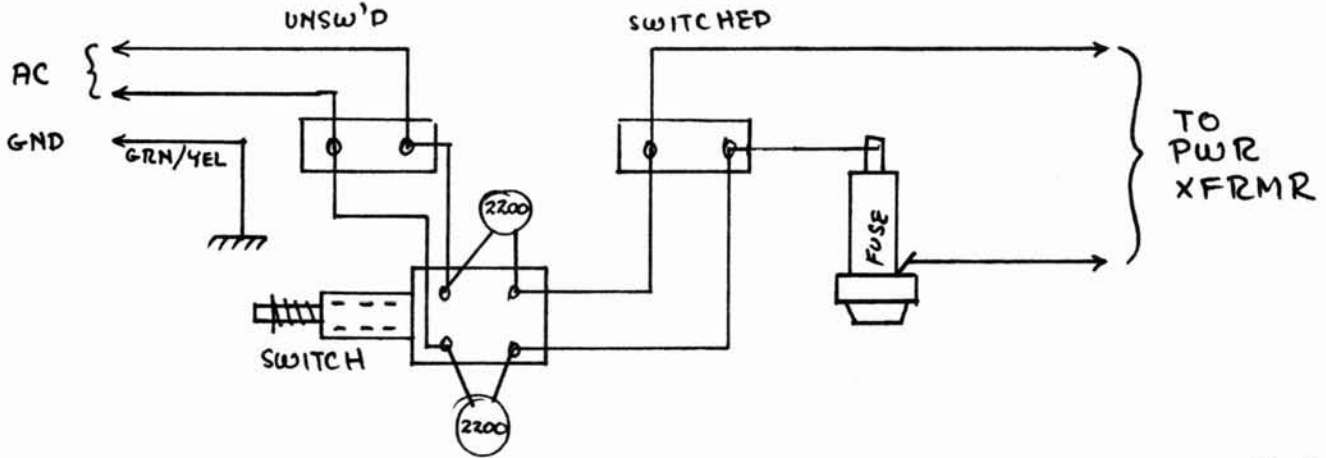 UNSW'D
SWITCHED
AC
GND
GRN/YEL
2200
FUSE
TO
PWR
XFRMR
SWITCH
2200